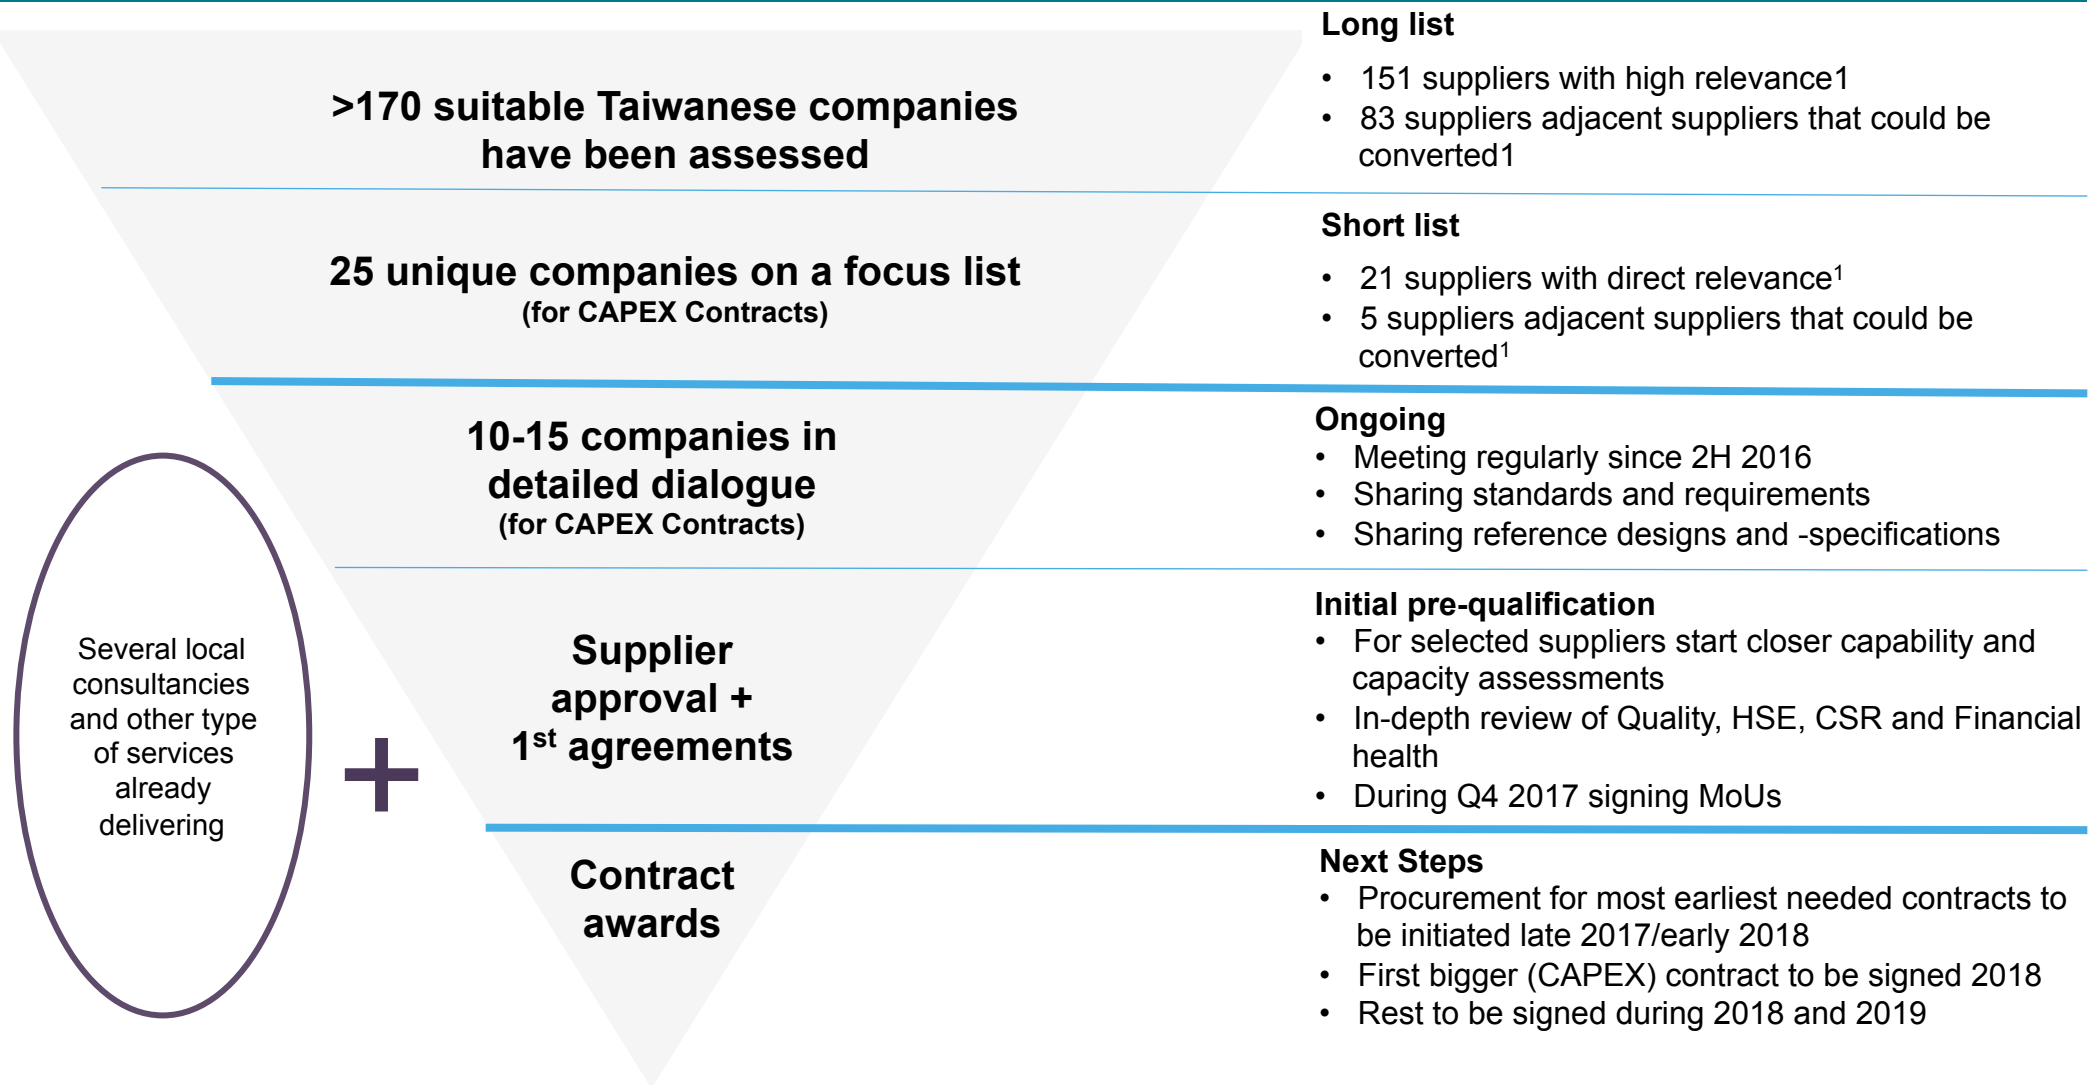 >170 suitable Taiwanese companies
have been assessed
Long list
• 151 suppliers with high relevance1
• 83 suppliers adjacent suppliers that could be
converted1
25 unique companies on a focus list
(for CAPEX Contracts)
Short list
• 21 suppliers with direct relevance¹
• 5 suppliers adjacent suppliers that could be
converted¹
10-15 companies in
detailed dialogue
(for CAPEX Contracts)
Ongoing
• Meeting regularly since 2H 2016
• Sharing standards and requirements
• Sharing reference designs and -specifications
Several local
consultancies
and other type
of services
already
delivering
+
Supplier
approval +
1st agreements
Initial pre-qualification
• For selected suppliers start closer capability and
capacity assessments
• In-depth review of Quality, HSE, CSR and Financial
health
• During Q4 2017 signing MoUs
Contract
awards
Next Steps
• Procurement for most earliest needed contracts to
be initiated late 2017/early 2018
• First bigger (CAPEX) contract to be signed 2018
• Rest to be signed during 2018 and 2019